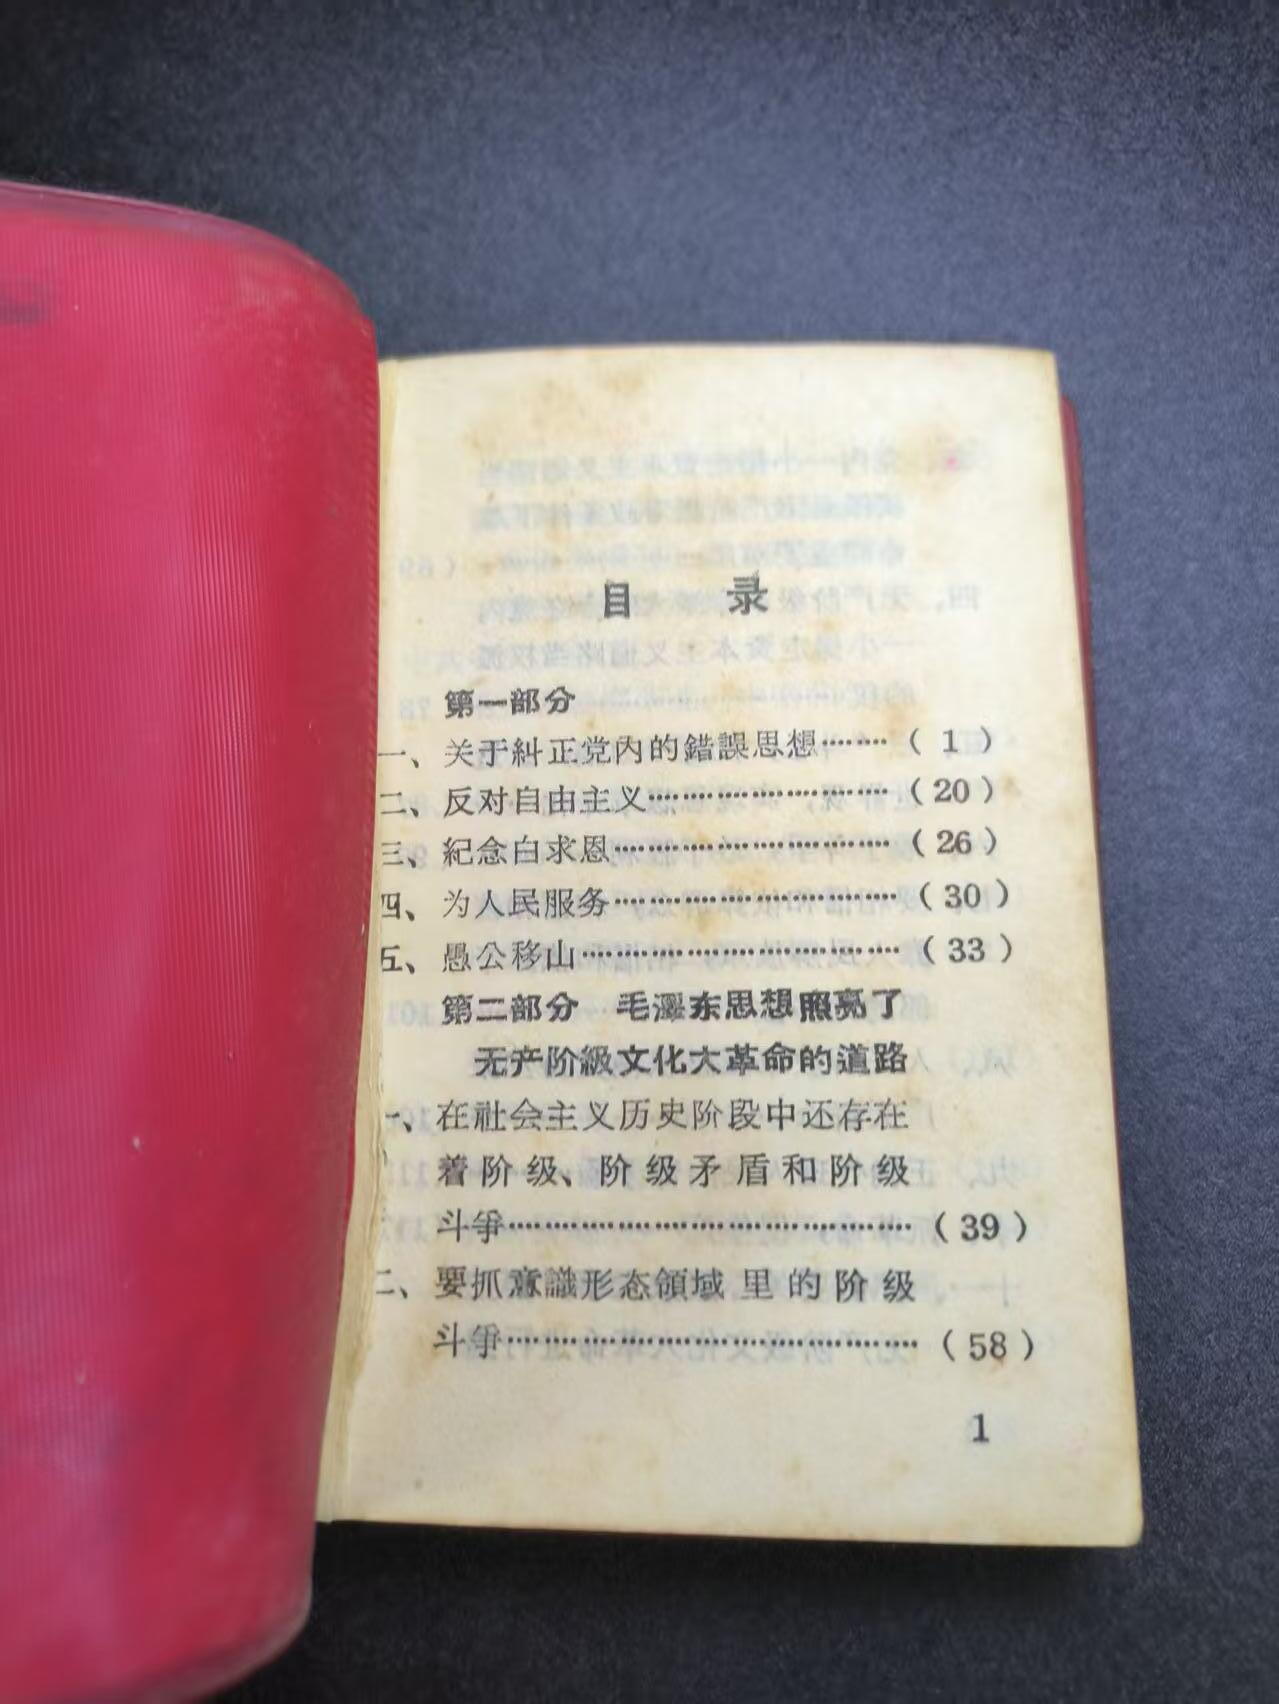 目 录
第一部分
一、关于糾正党内的錯誤思想………( 1 )
二、反对自由主义…………………(20)
三、紀念白求恩……………………(26)
四、为人民服务……………………(30)
五、愚公移山………………………(33)
第二部分 毛澤东思想照亮了
无产阶級文化大革命的道路
一、在社会主义历史阶段中还存在
着阶级、阶级矛盾和阶级
斗爭………………………………(39)
二、要抓意識形态領域里的阶级
斗爭………………………………(58)
1